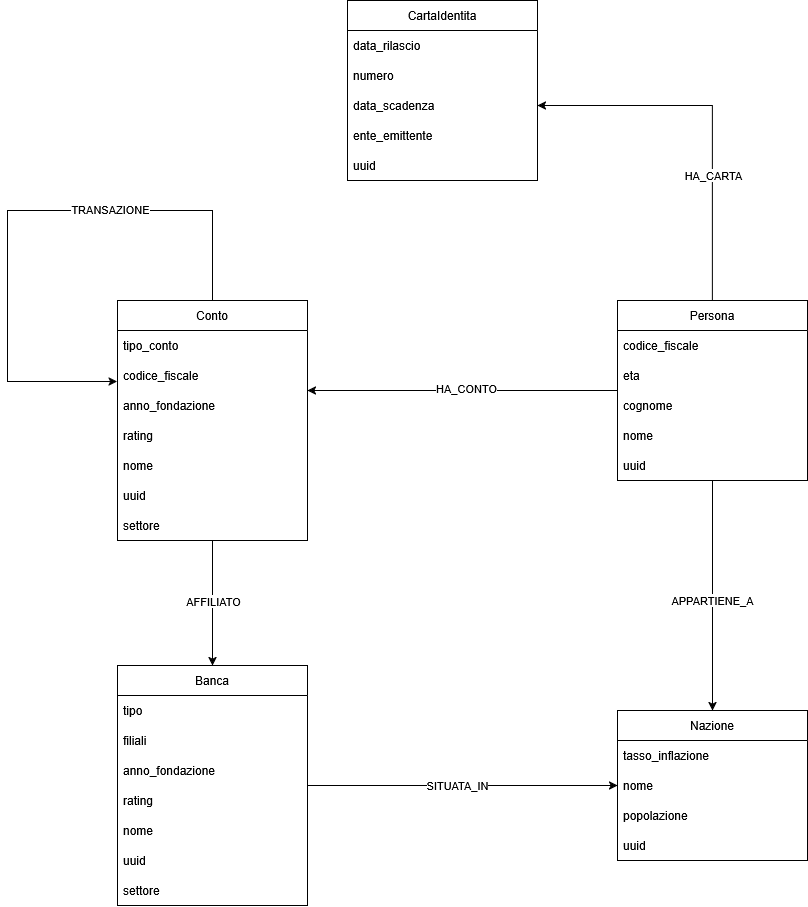 CartaIdentita
data_rilascio
numero
data_scadenza
ente_emittente
uuid
HA_CARTA
TRANSAZIONE
Conto
tipo_conto
codice_fiscale
anno_fondazione
rating
nome
uuid
settore
HA_CONTO
Persona
codice_fiscale
eta
cognome
nome
uuid
AFFILIATO
APPARTIENE_A
Banca
tipo
filiali
anno_fondazione
rating
nome
uuid
settore
SITUATA_IN
Nazione
tasso_inflazione
nome
popolazione
uuid